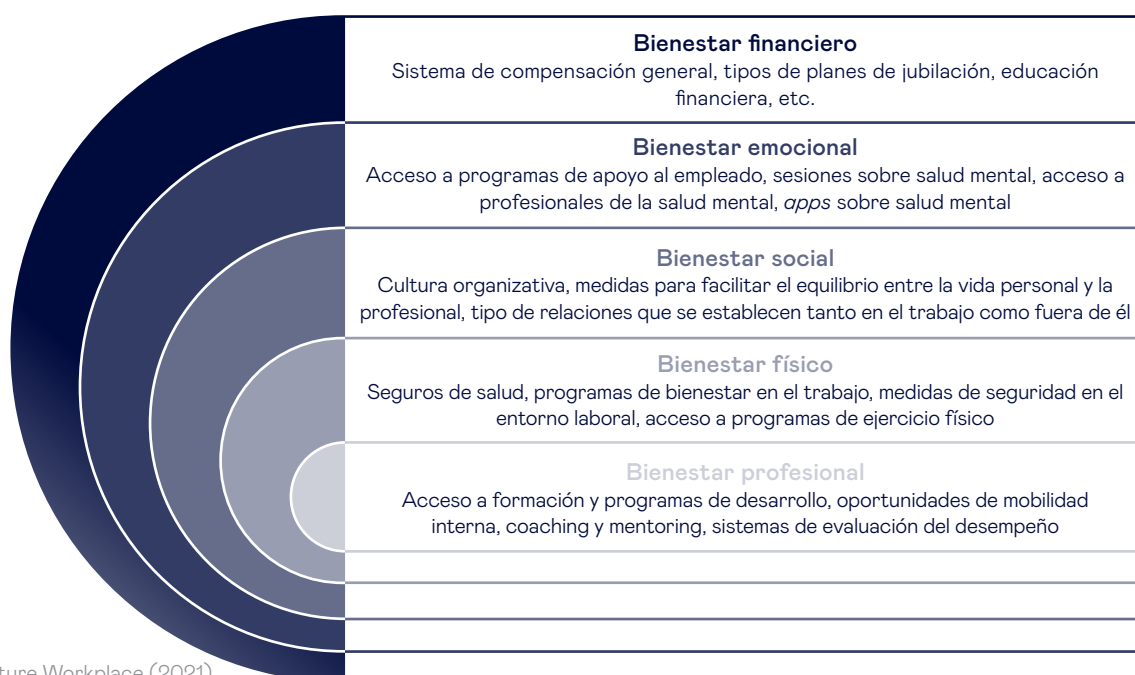 Bienestar financiero
Sistema de compensación general, tipos de planes de jubilación, educación
financiera, etc.
Bienestar emocional
Acceso a programas de apoyo al empleado, sesiones sobre salud mental, acceso a
profesionales de la salud mental, apps sobre salud mental
Bienestar social
Cultura organizativa, medidas para facilitar el equilibrio entre la vida personal y la
profesional, tipo de relaciones que se establecen tanto en el trabajo como fuera de él
Bienestar físico
Seguros de salud, programas de bienestar en el trabajo, medidas de seguridad en el
entorno laboral, acceso a programas de ejercicio físico
Bienestar profesional
Acceso a formación y programas de desarrollo, oportunidades de mobilidad
interna, coaching y mentoring, sistemas de evaluación del desempeño
Workplace (2021)